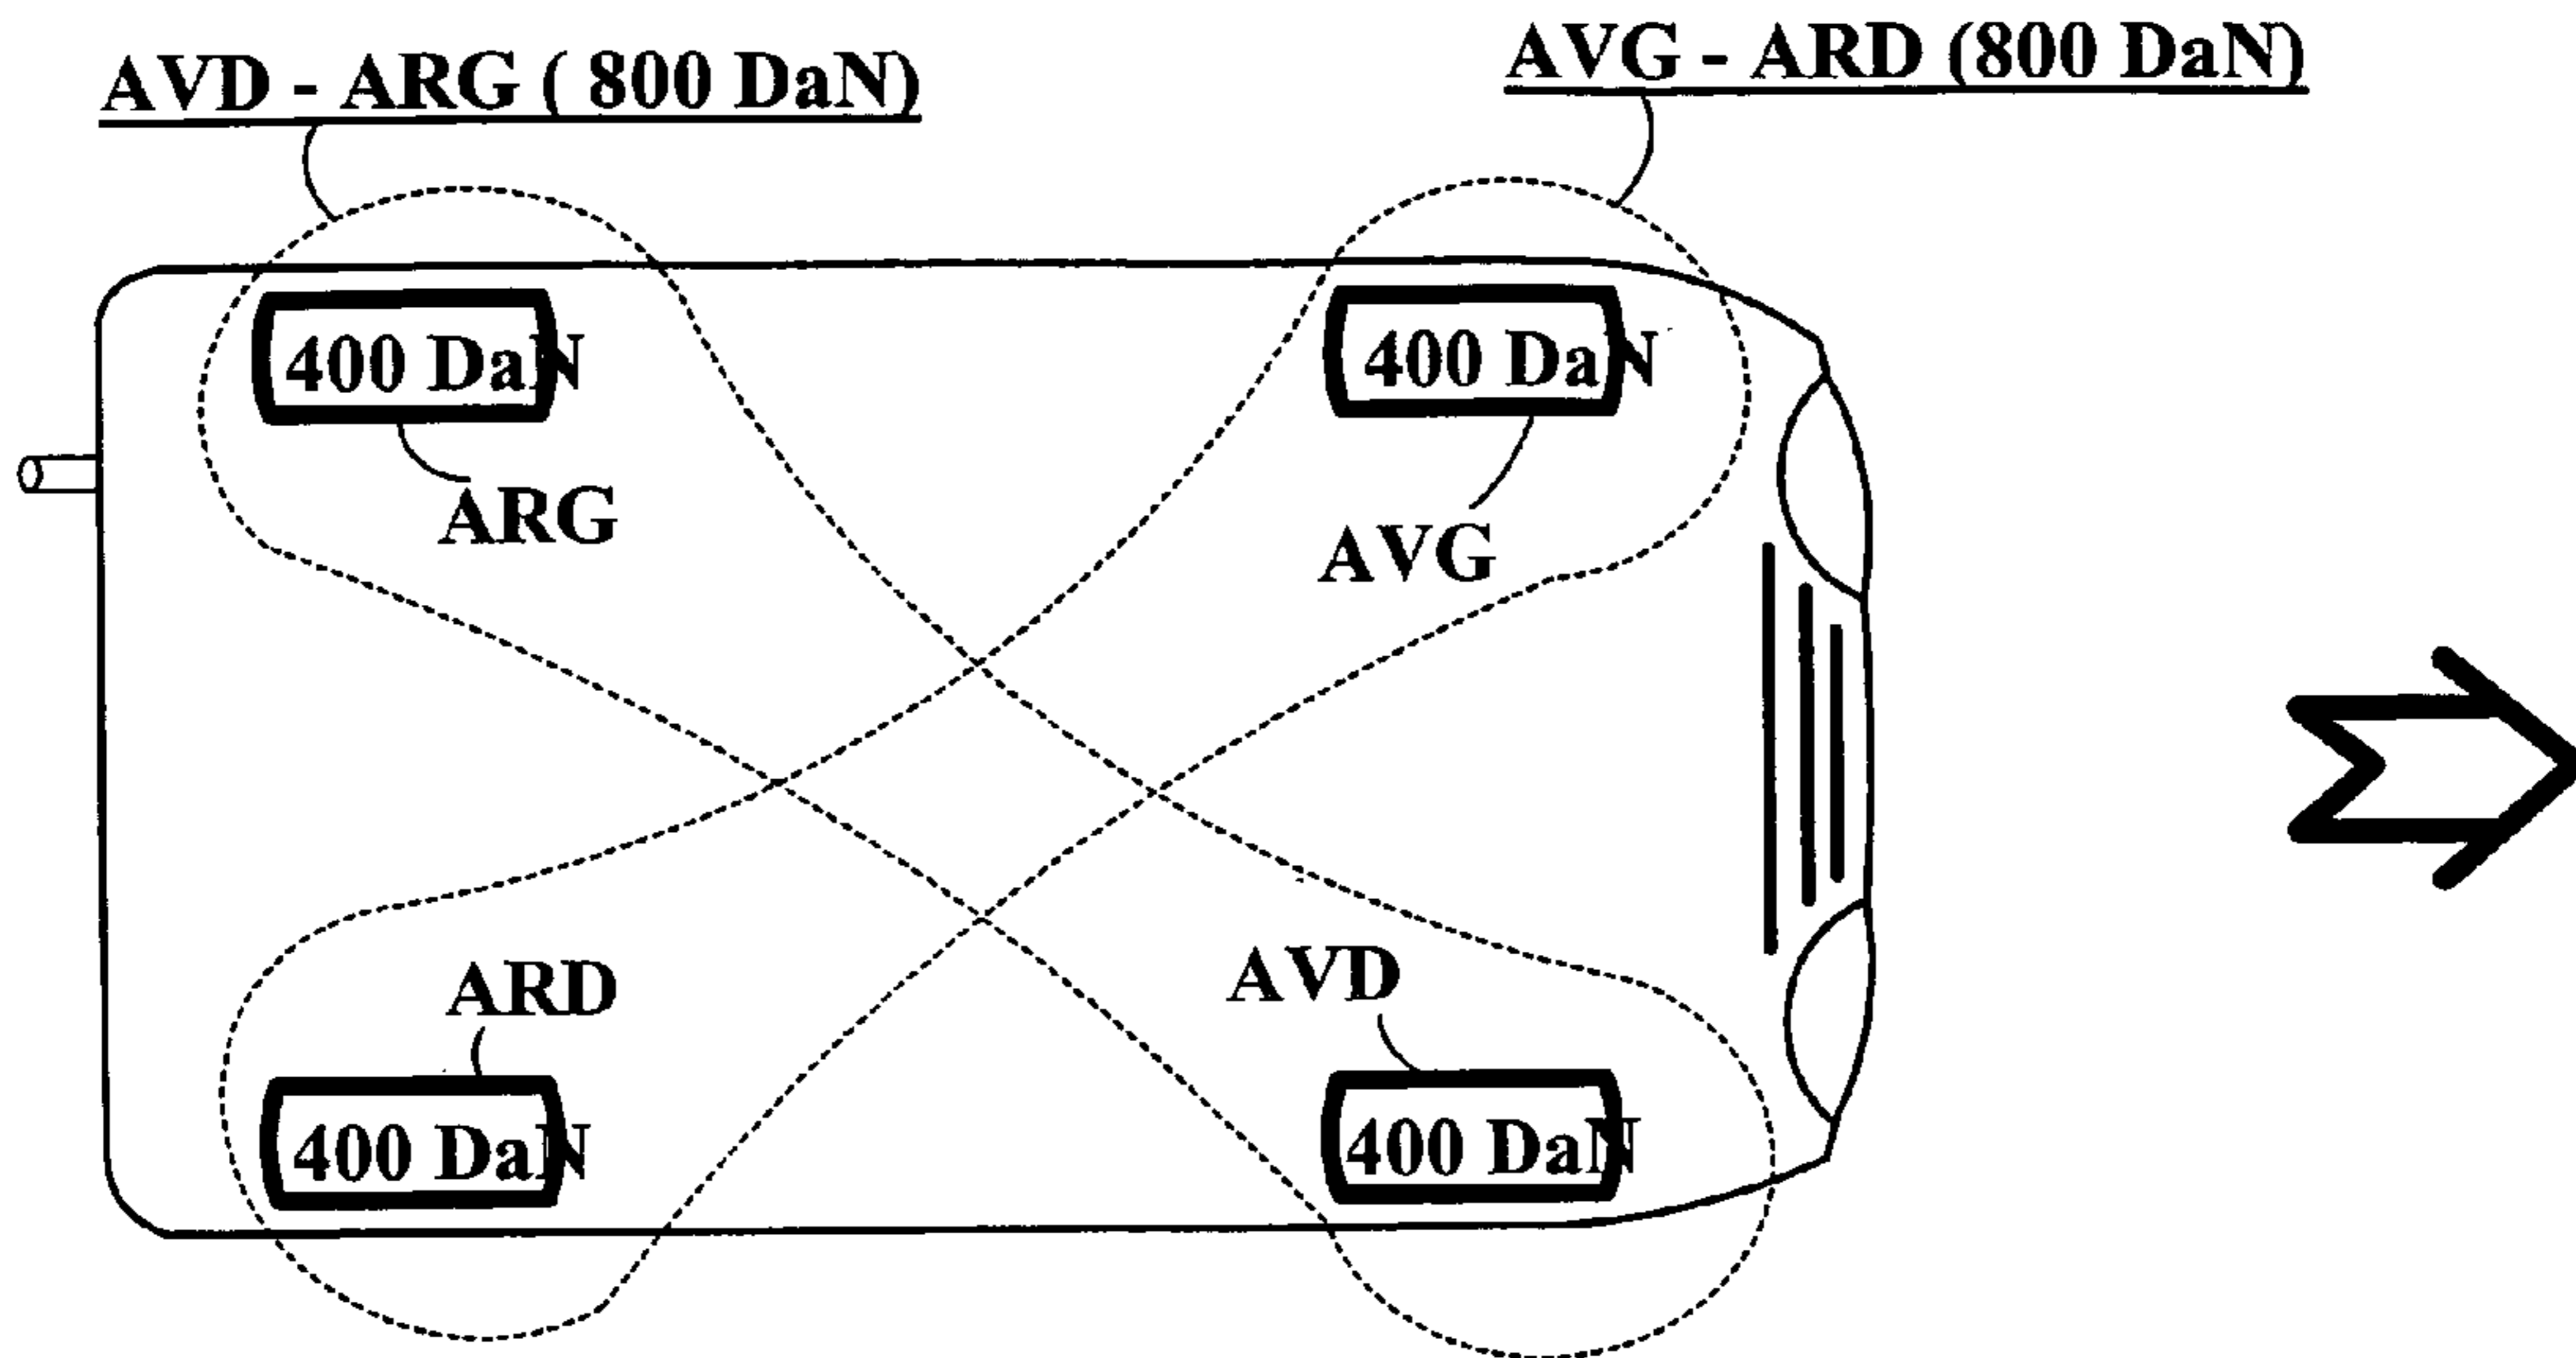 AVD - ARG ( 800 DaN)
AVG - ARD (800 DaN)
400 DaN
400 DaN
ARG
AVG
ARD
AVD
400 DaN
400 DaN